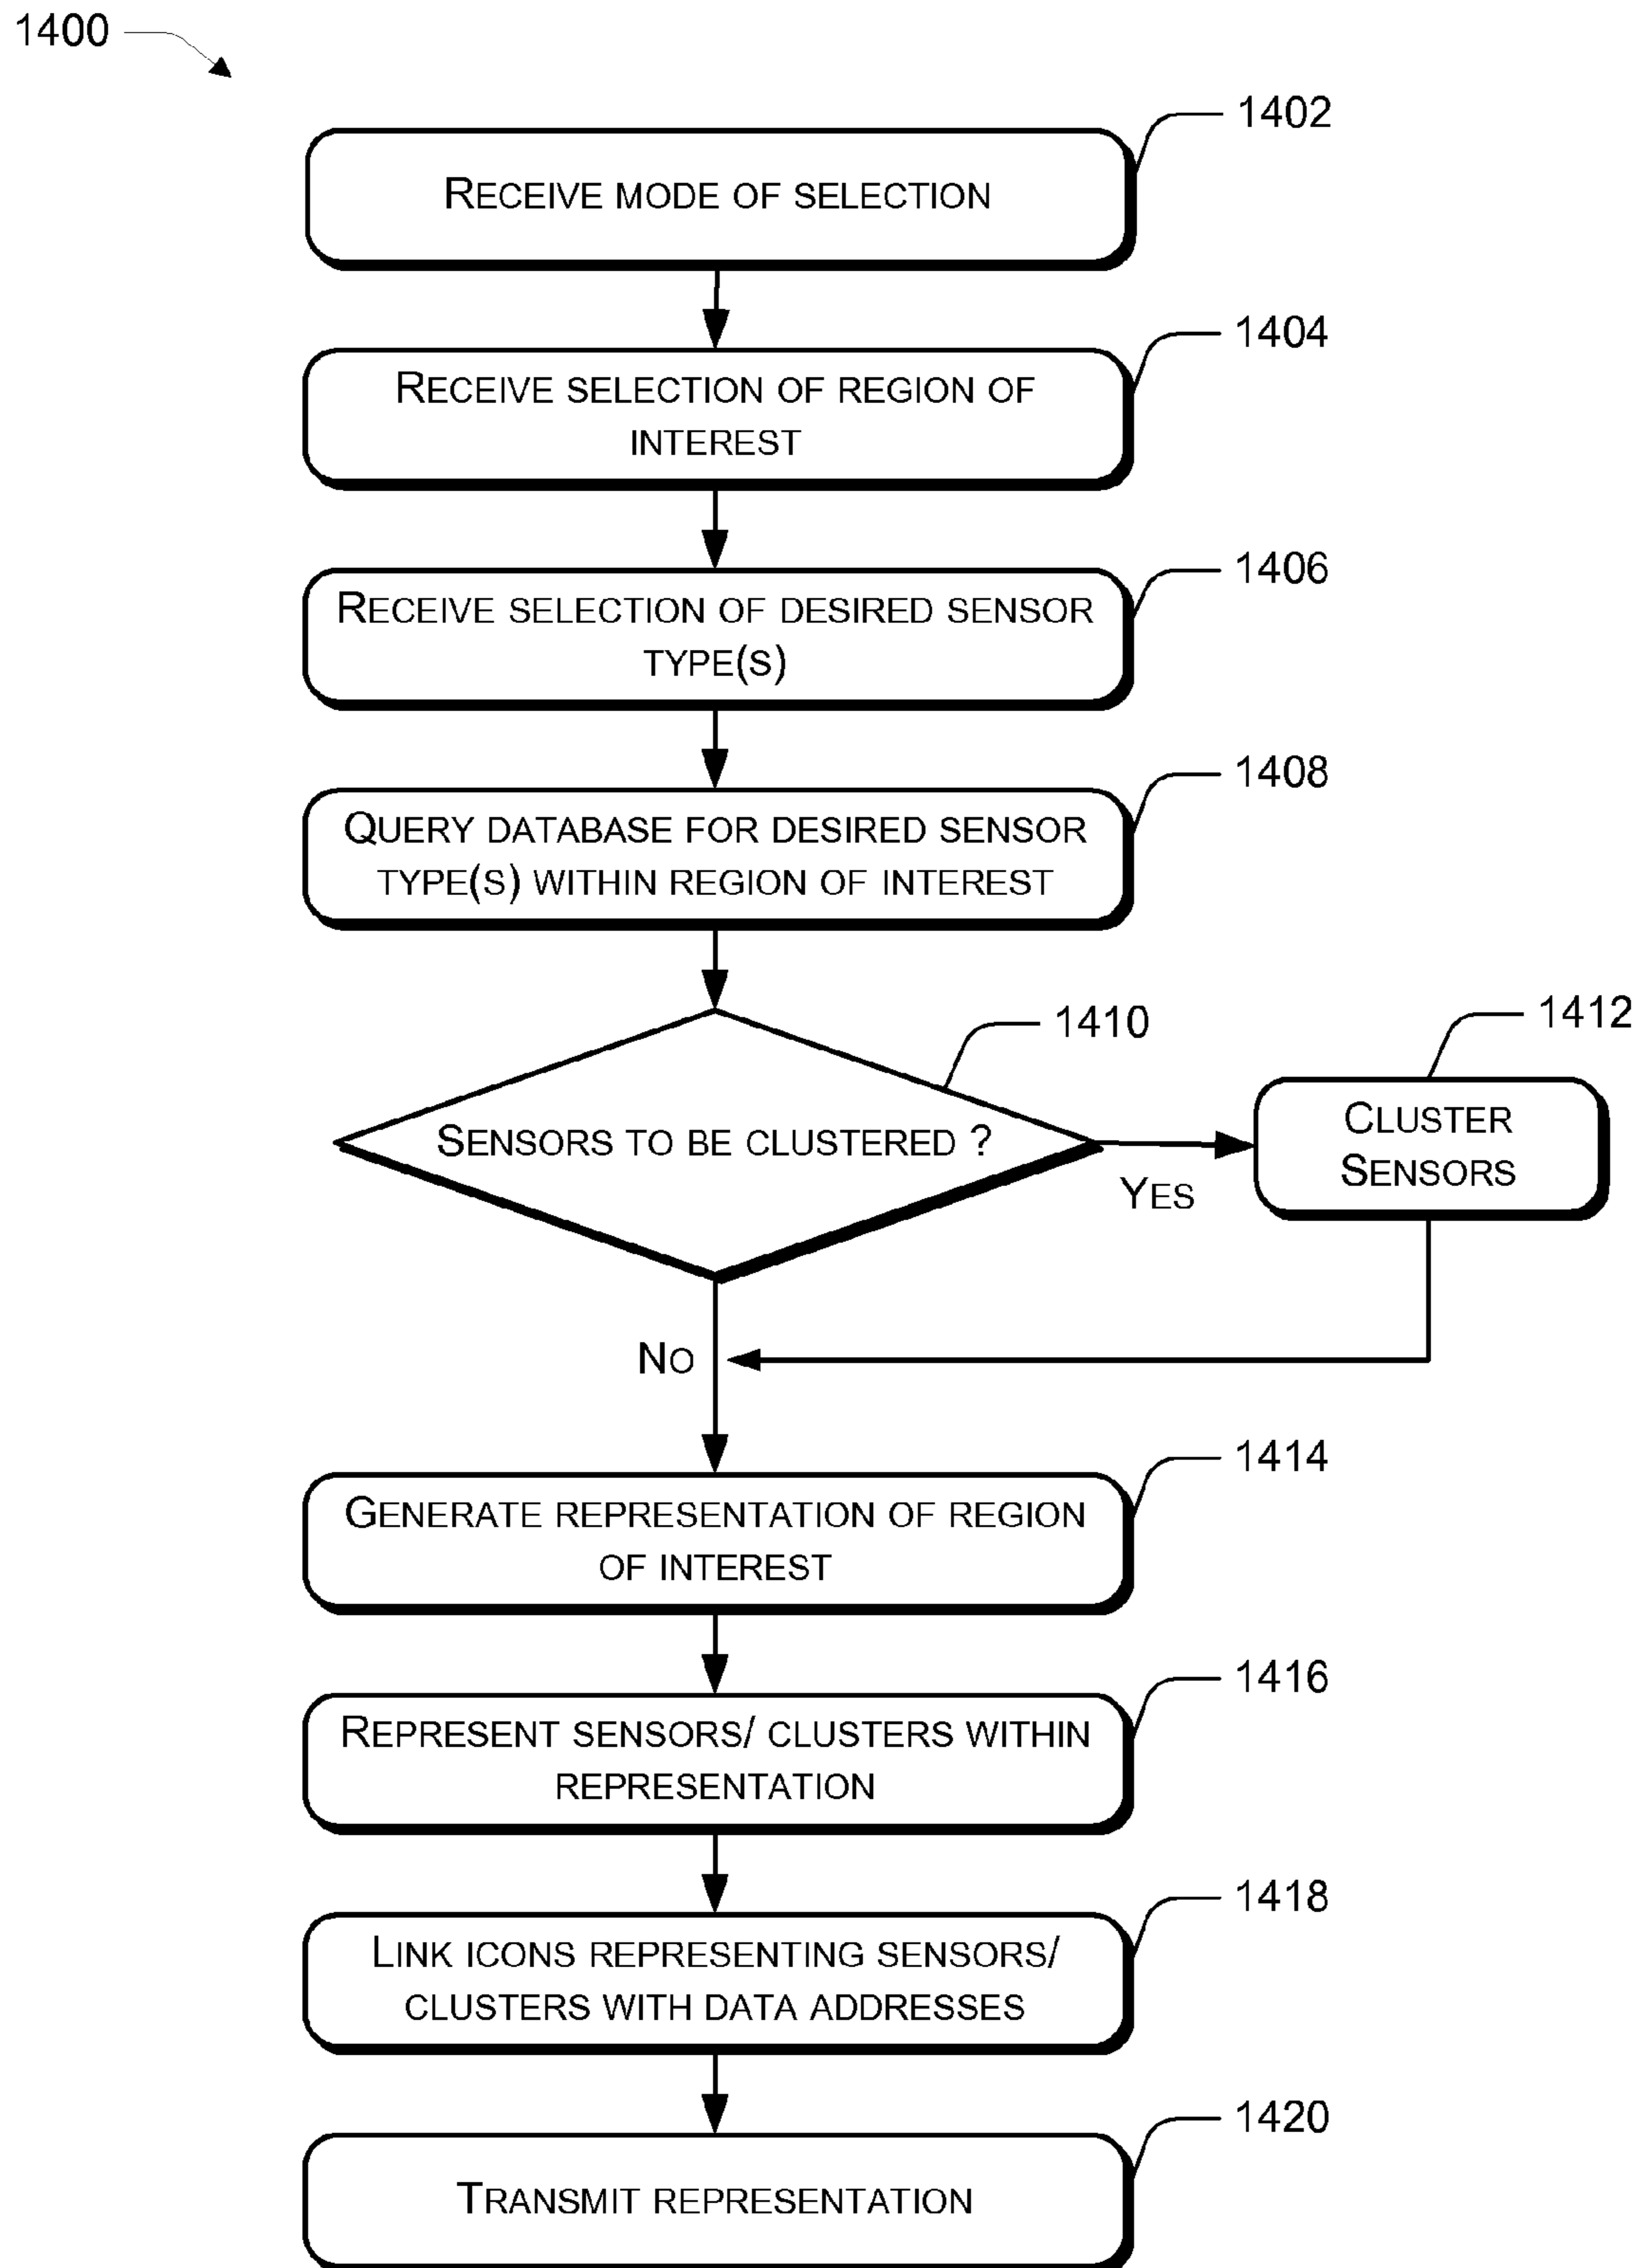 1400
1402
RECEIVE MODE OF SELECTION
1404
RECEIVE SELECTION OF REGION OF
INTEREST
1406
RECEIVE SELECTION OF DESIRED SENSOR
TYPE(S)
1408
QUERY DATABASE FOR DESIRED SENSOR
TYPE(S) WITHIN REGION OF INTEREST
1410
SENSORS TO BE CLUSTERED ?
YES
1412
CLUSTER
SENSORS
NO
1414
GENERATE REPRESENTATION OF REGION
OF INTEREST
1416
REPRESENT SENSORS/ CLUSTERS WITHIN
REPRESENTATION
1418
LINK ICONS REPRESENTING SENSORS/
CLUSTERS WITH DATA ADDRESSES
1420
TRANSMIT REPRESENTATION